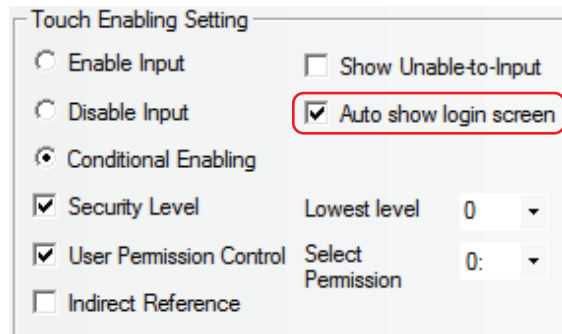 Touch Enabling Setting
Enable Input
Show Unable-to-Input
Disable Input
Auto show login screen
Conditional Enabling
Security Level
Lowest level
0
User Permission Control
Select
Permission
0:
Indirect Reference